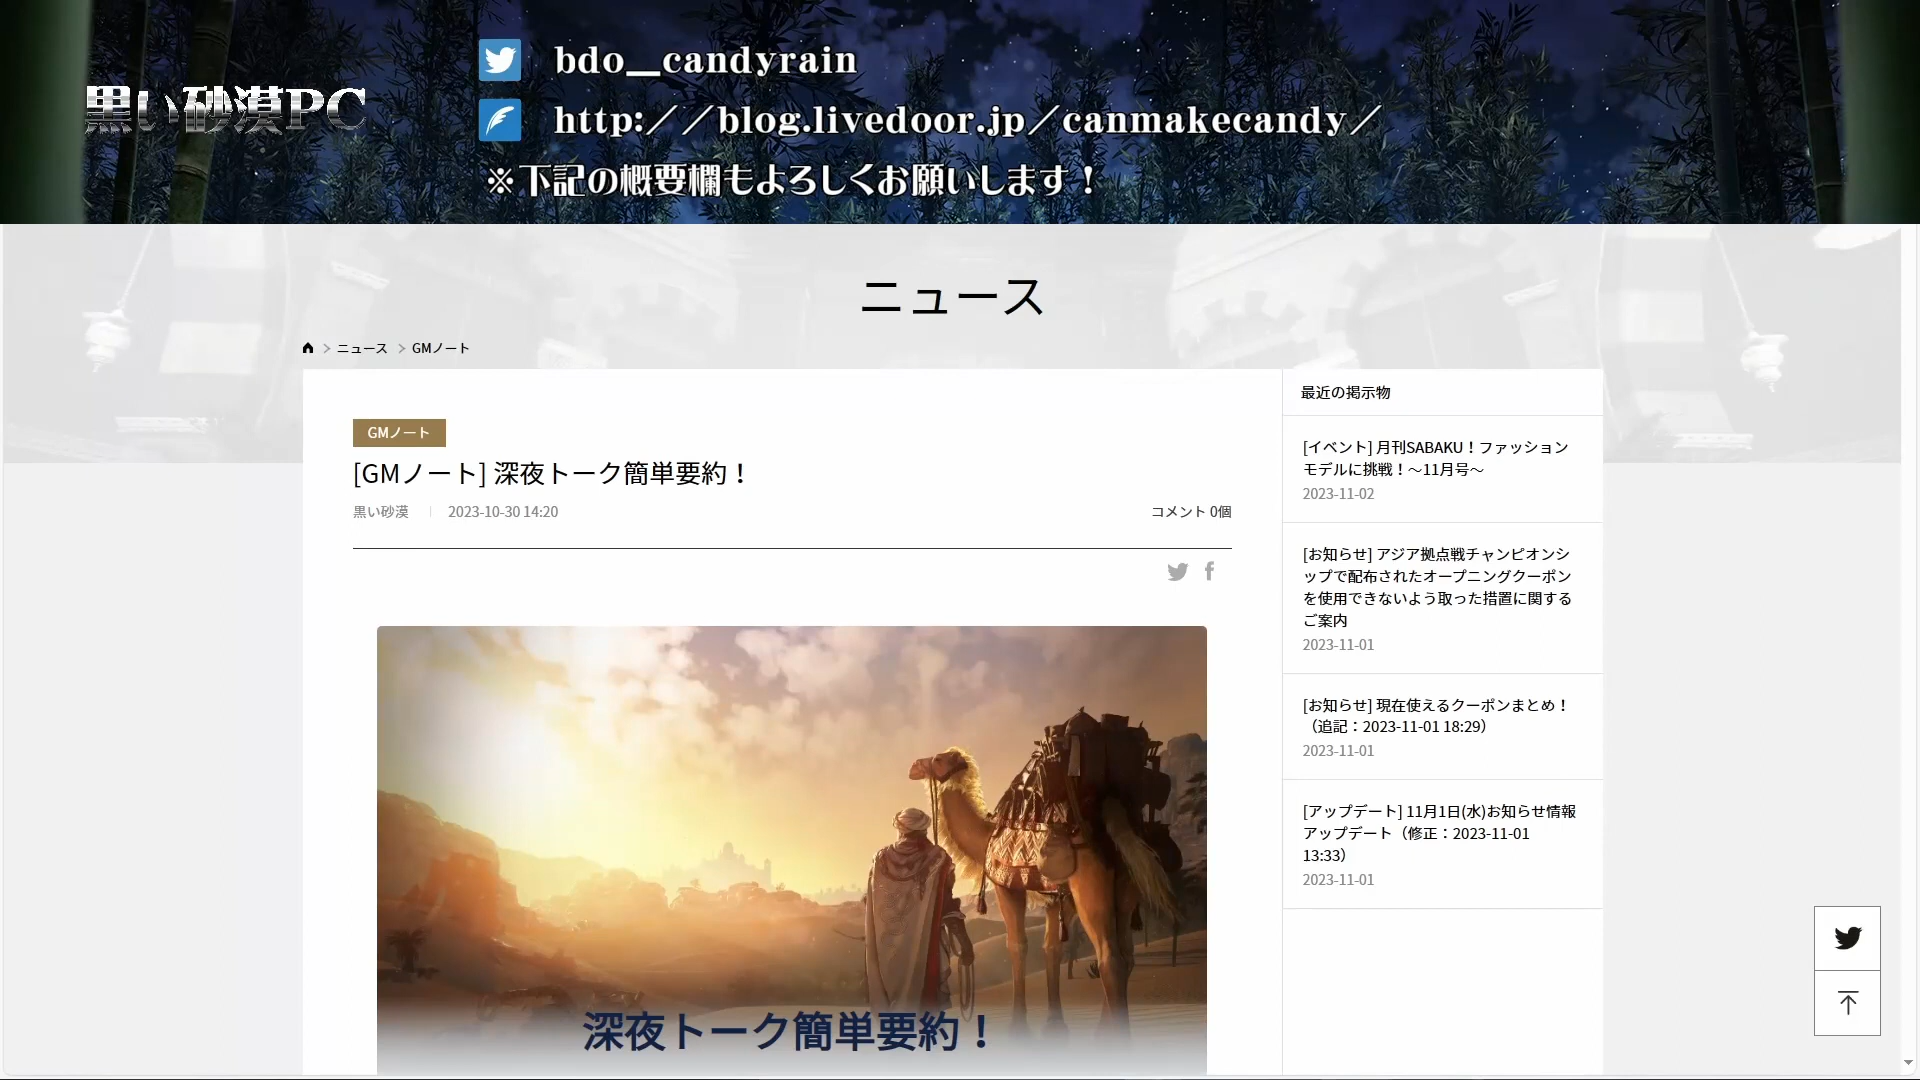 黒い砂漠PC
bdo__candyrain
http://blog.livedoor.jp/canmakecandy/
※下記の概要欄もよろしくお願いします！
ニュース
ニュース > GMノート
GMノート
[GMノート] 深夜トーク簡単要約！
黒い砂漠 2023-10-30 14:20
コメント 0個
深夜トーク簡単要約！
最近の掲示物
[イベント] 月刊SABAKU！ファッション
モデルに挑戦！～11月号～
2023-11-02
[お知らせ] アジア拠点戦チャンピオンシ
ップで配布されたオープニングクーポン
を使用できないよう取った措置に関する
ご案内
2023-11-01
[お知らせ] 現在使えるクーポンまとめ！
（追記：2023-11-01 18:29）
2023-11-01
[アップデート] 11月1日(水)お知らせ情報
アップデート（修正：2023-11-01
13:33）
2023-11-01